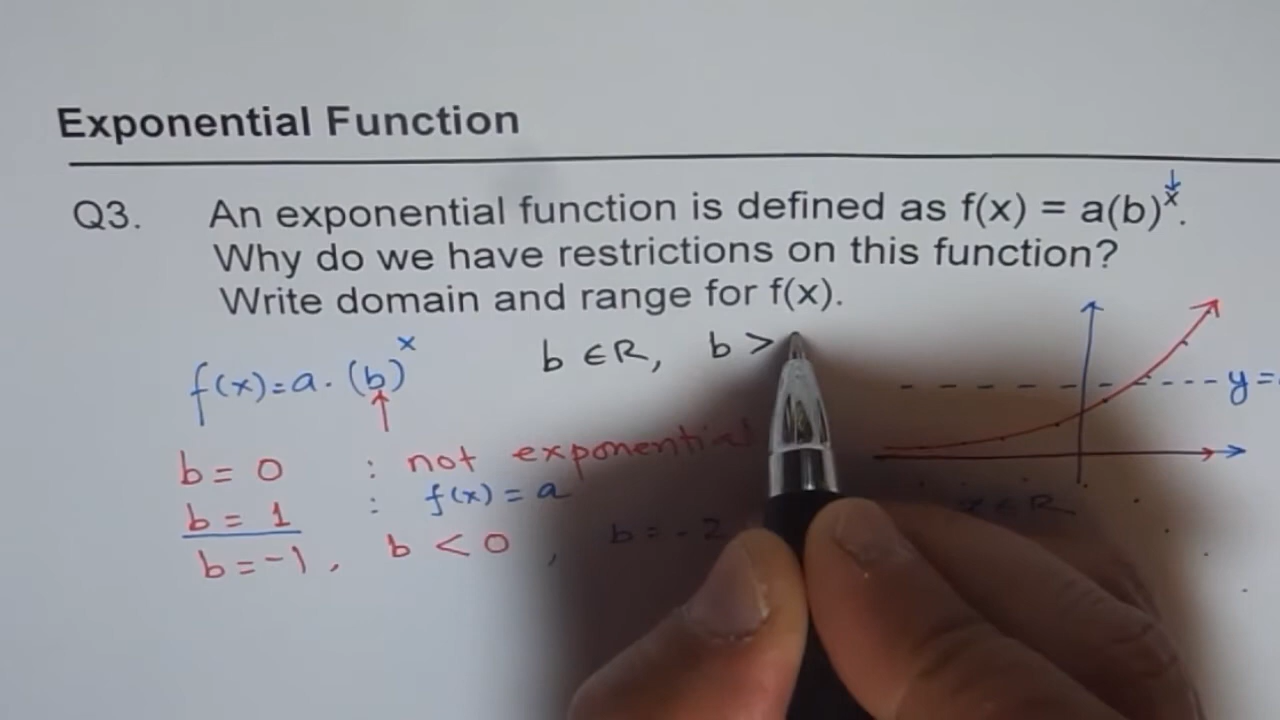 Exponential Function
Q3. An exponential function is defined as f(x) = a(b)ˣ.
Why do we have restrictions on this function?
Write domain and range for f(x).
f(x)=a·(b)ˣ
b ∈ R, b >
y =
b = 0 : not exponential
b = 1 : f(x) = a
b = -1, b < 0, b = -2
x ∈ R